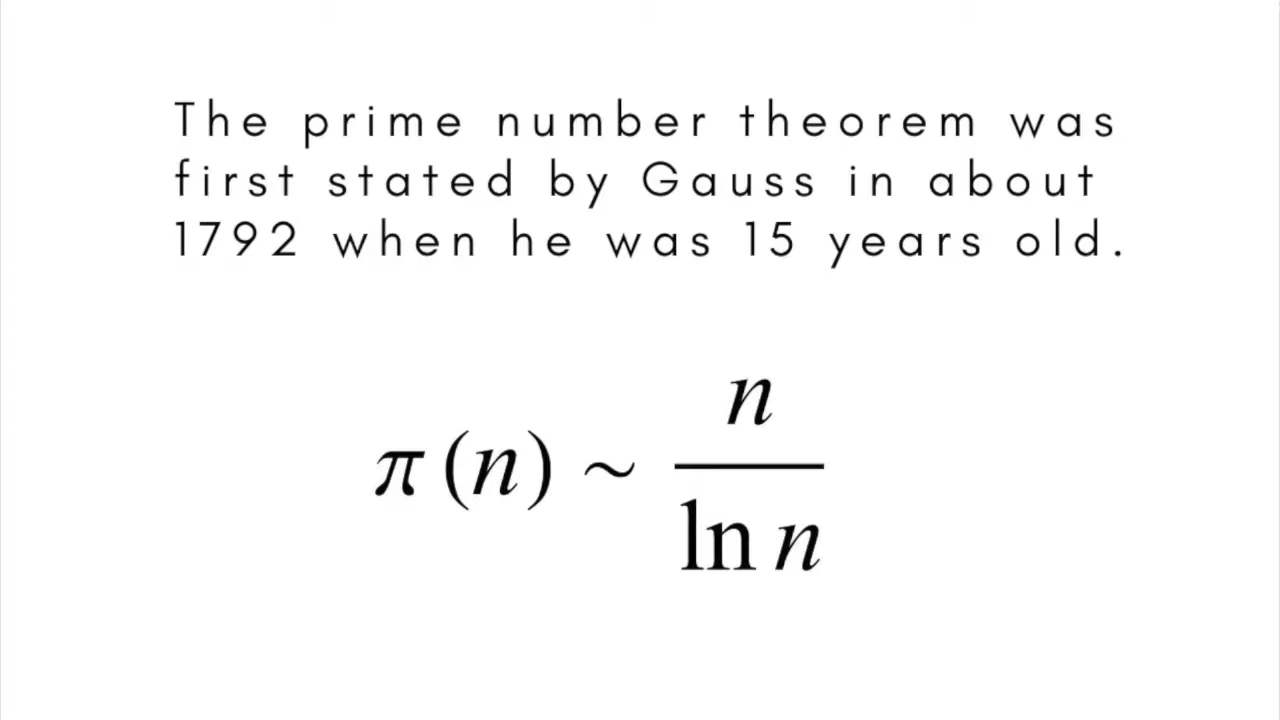 The prime number theorem was
first stated by Gauss in about
1792 when he was 15 years old.
π(n) ~ n / ln n